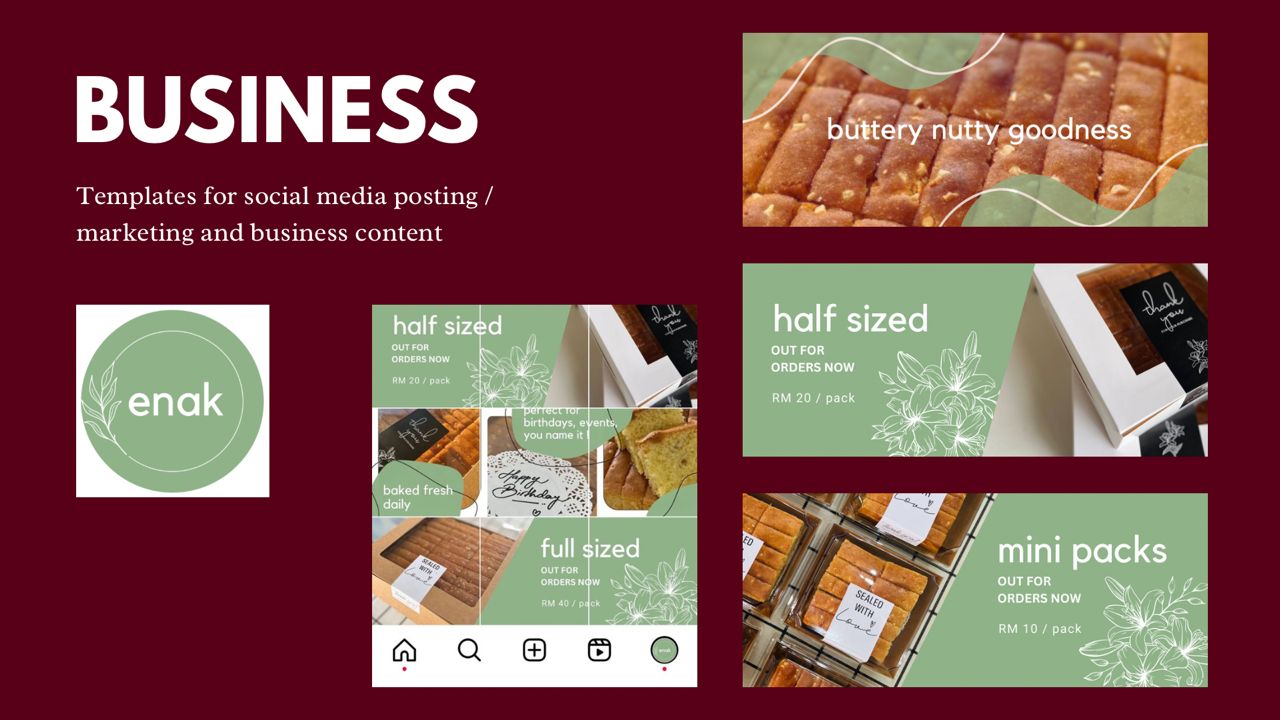 BUSINESS
Templates for social media posting /
marketing and business content
enak
half sized
OUT FOR
ORDERS NOW
RM 20 / pack
thank
you
baked fresh
daily
perfect for
birthdays, events,
you name it !
Happy
Birthday
full sized
OUT FOR
ORDERS NOW
RM 40 / pack
SEALED
WITH
Love
enak
buttery nutty goodness
half sized
OUT FOR
ORDERS NOW
RM 20 / pack
thank
you
mini packs
OUT FOR
ORDERS NOW
RM 10 / pack
SEALED
WITH
Love